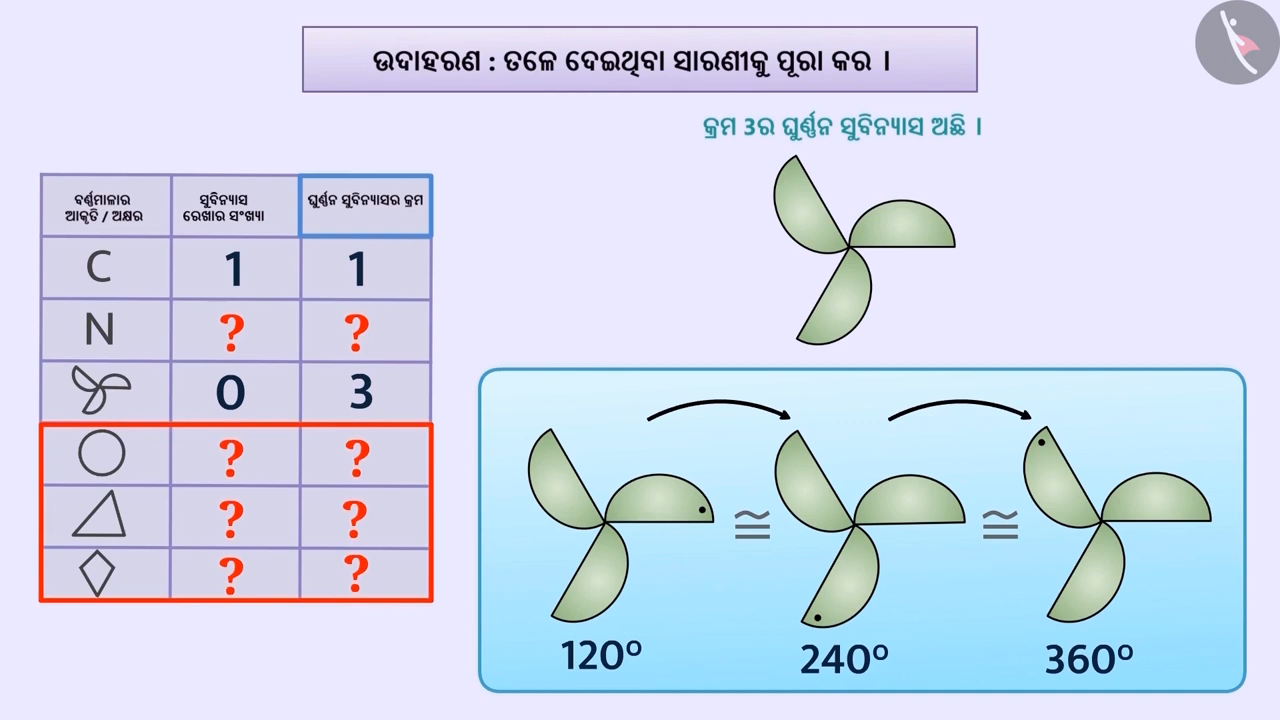 ଉଦାହରଣ : ତଳେ ଦେଇଥିବା ସାରଣୀକୁ ପୂରା କର ।
କ୍ରମ 3ର ଘୁର୍ଣ୍ଣନ ସୁବିନ୍ୟାସ ଅଛି ।
ବର୍ଣ୍ଣମାଳାର
ଆକୃତି / ଅକ୍ଷର
ସୁବିନ୍ୟାସ
ରେଖାର ସଂଖ୍ୟା
ଘୁର୍ଣ୍ଣନ ସୁବିନ୍ୟାସର କ୍ରମ
C 1 1
N ? ?
0 3
? ?
? ?
? ?
≅ ≅
120° 240° 360°